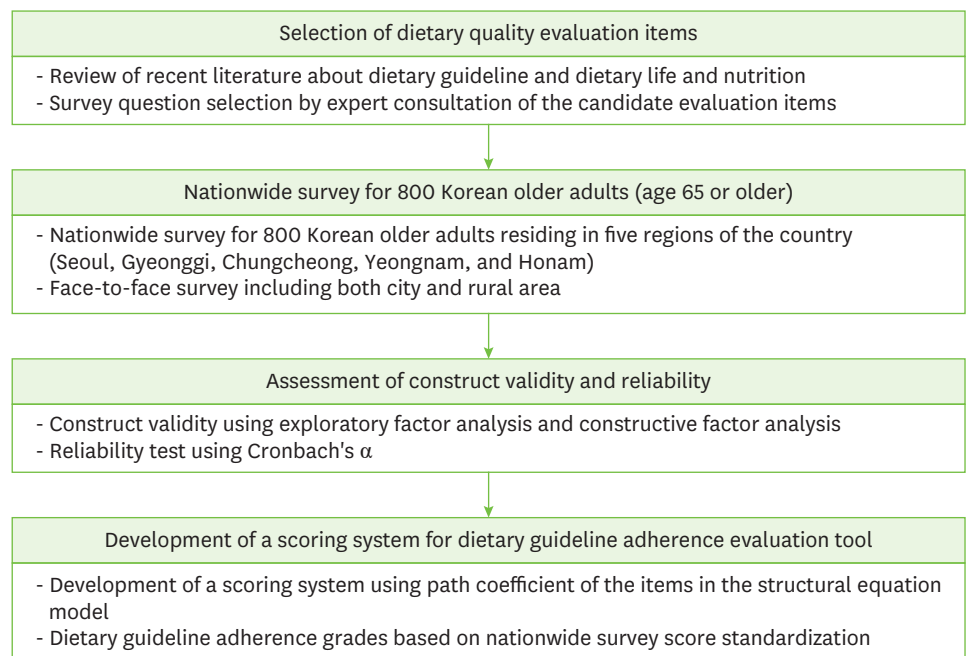 Selection of dietary quality evaluation items
- Review of recent literature about dietary guideline and dietary life and nutrition
- Survey question selection by expert consultation of the candidate evaluation items
Nationwide survey for 800 Korean older adults (age 65 or older)
- Nationwide survey for 800 Korean older adults residing in five regions of the country
(Seoul, Gyeonggi, Chungcheong, Yeongnam, and Honam)
- Face-to-face survey including both city and rural area
Assessment of construct validity and reliability
- Construct validity using exploratory factor analysis and constructive factor analysis
- Reliability test using Cronbach's α
Development of a scoring system for dietary guideline adherence evaluation tool
- Development of a scoring system using path coefficient of the items in the structural equation
model
- Dietary guideline adherence grades based on nationwide survey score standardization